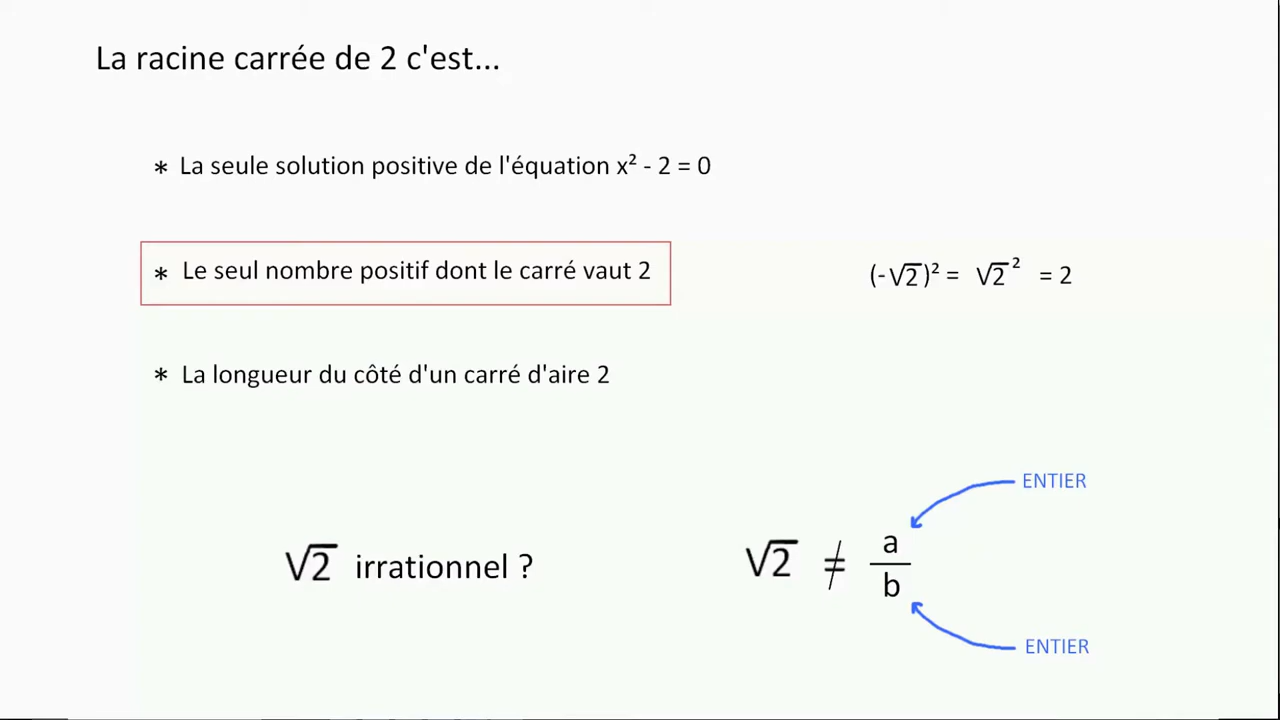 La racine carrée de 2 c'est...
* La seule solution positive de l'équation x² - 2 = 0
* Le seul nombre positif dont le carré vaut 2
(-√2)² = √2² = 2
* La longueur du côté d'un carré d'aire 2
ENTIER
√2 irrationnel ?
√2 ≠ a/b
ENTIER